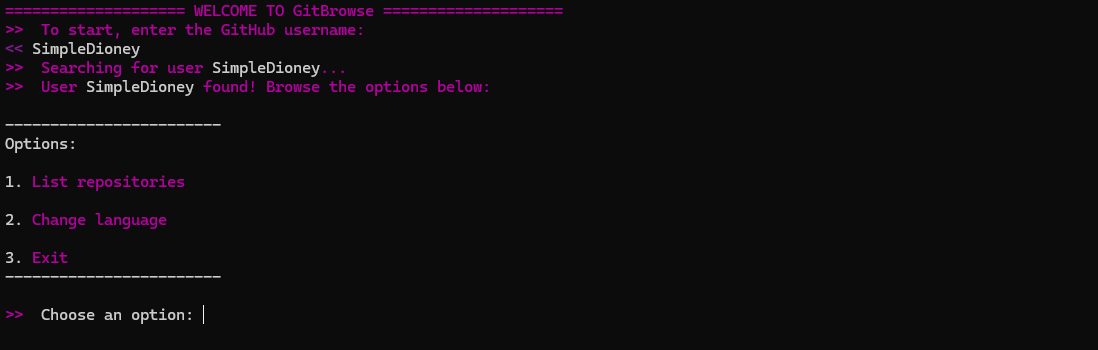 ==================== WELCOME TO GitBrowse ====================
>>  To start, enter the GitHub username:
<< SimpleDioney
>>  Searching for user SimpleDioney...
>>  User SimpleDioney found! Browse the options below:
------------------------
Options:
1. List repositories
2. Change language
3. Exit
------------------------
>>  Choose an option: